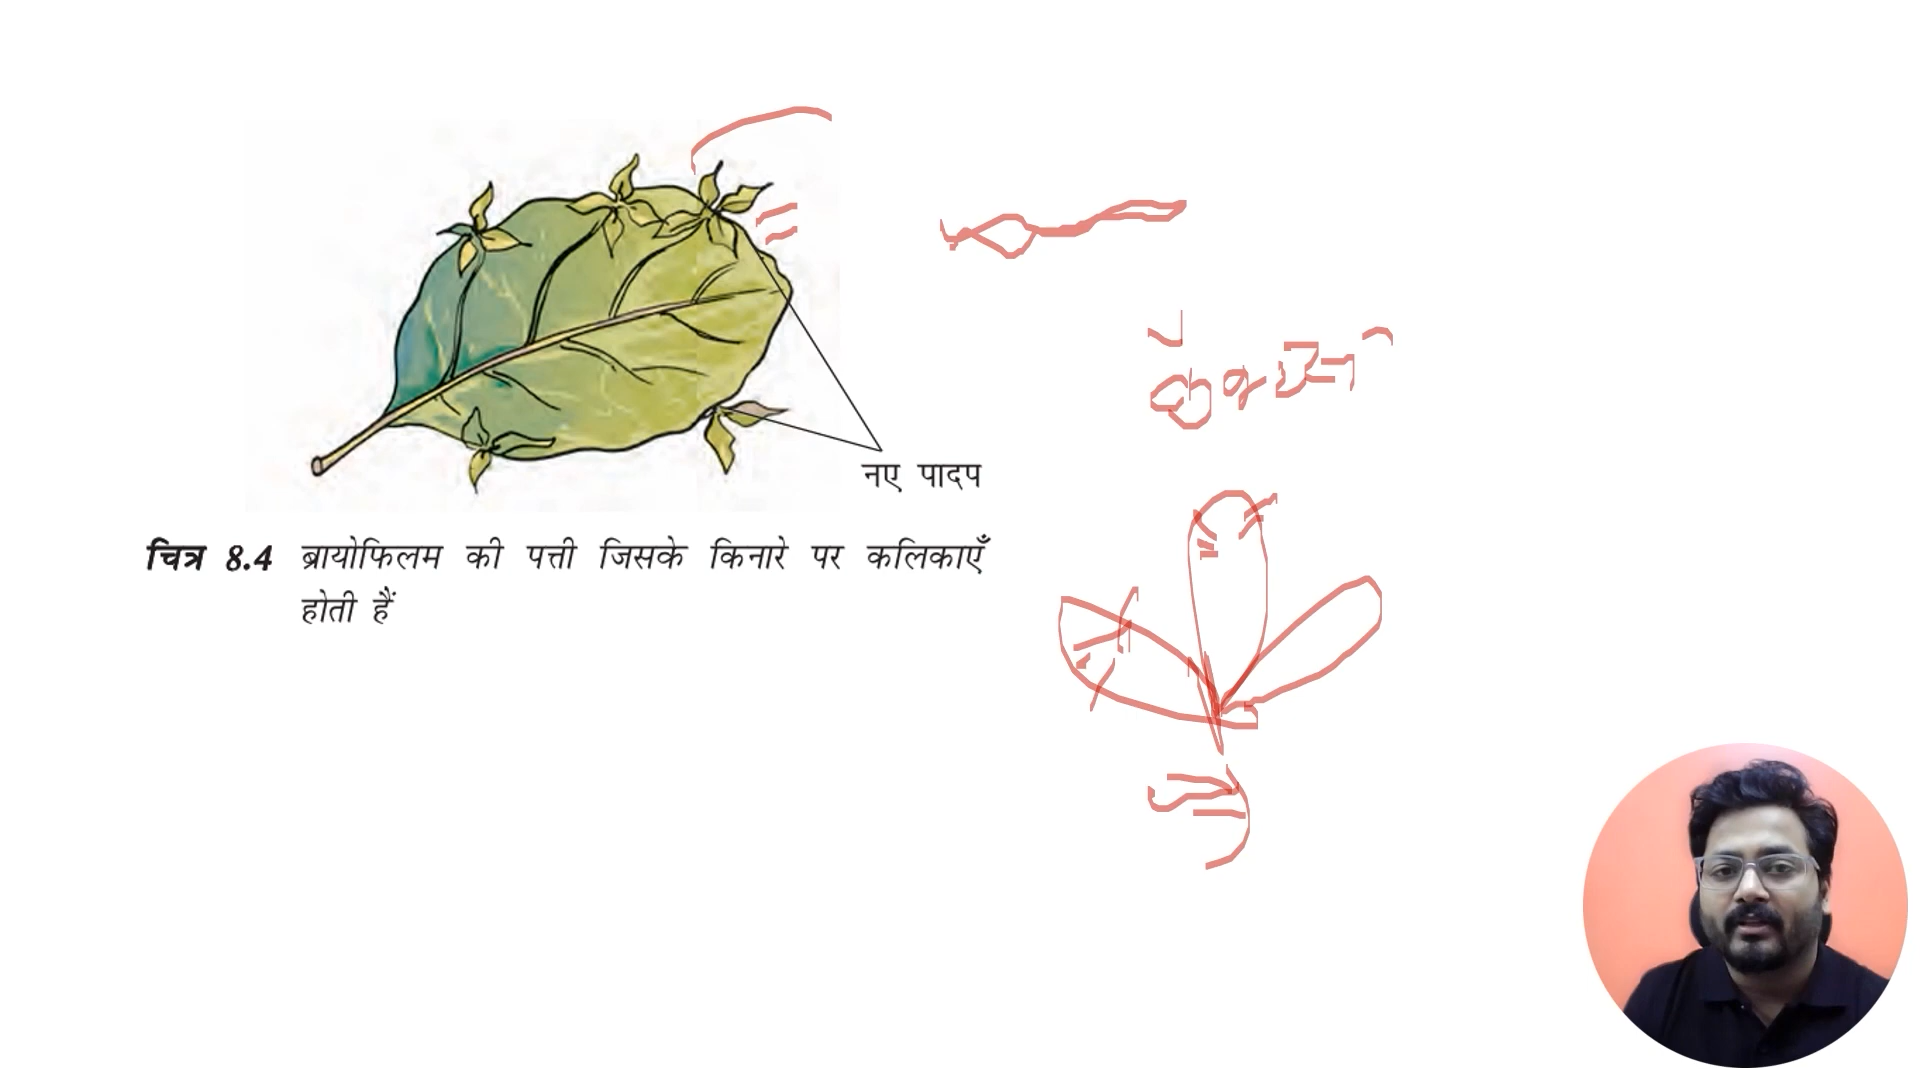 नए पादप
चित्र 8.4 ब्रायोफिलम की पत्ती जिसके किनारे पर कलिकाएँ
होती हैं